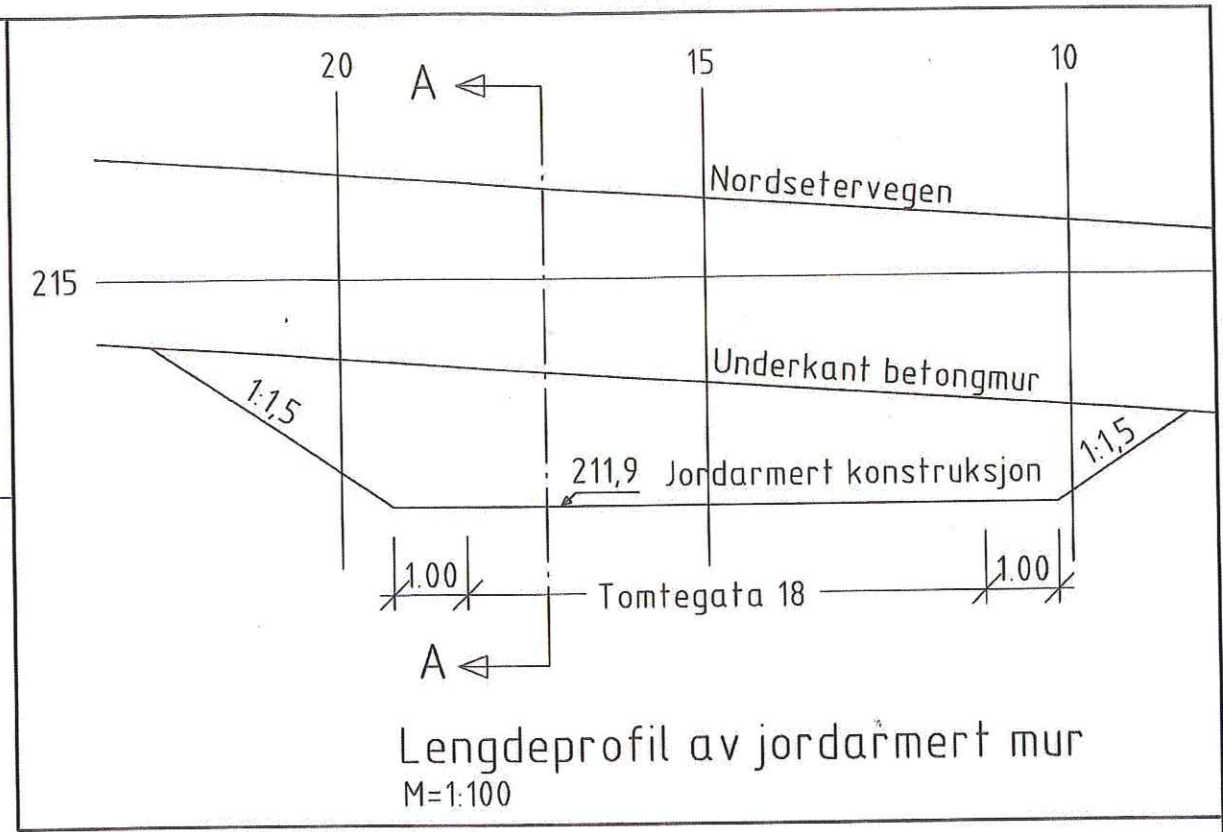 20
A
15
10
Nordsetervegen
215
Underkant betongmur
1:1,5
1:1,5
211,9 Jordarmert konstruksjon
1.00
1.00
Tomtegata 18
A
Lengdeprofil av jordarmert mur
M=1:100